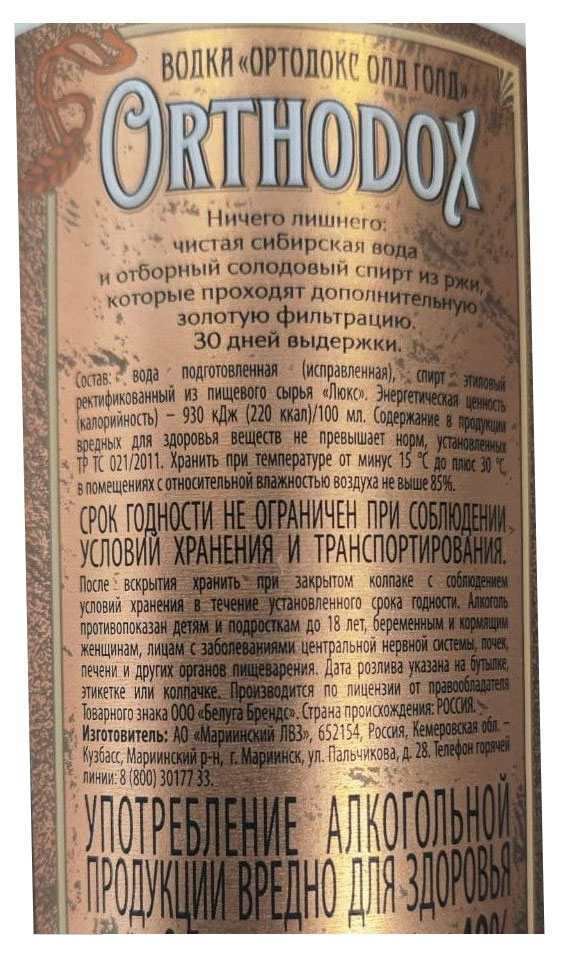 ВОДКА «ОРТОДОКС ОЛД ГОЛД»
ORTHODOX
Ничего лишнего:
чистая сибирская вода
и отборный солодовый спирт из ржи,
которые проходят дополнительную
золотую фильтрацию.
30 дней выдержки.
Состав: вода подготовленная (исправленная), спирт этиловый
ректификованный из пищевого сырья «Люкс». Энергетическая ценность
(калорийность) – 930 кДж (220 ккал)/100 мл. Содержание в продукции
вредных для здоровья веществ не превышает норм, установленных
ТР ТС 021/2011. Хранить при температуре от минус 15 °С до плюс 30 °С,
в помещениях с относительной влажностью воздуха не выше 85%.
СРОК ГОДНОСТИ НЕ ОГРАНИЧЕН ПРИ СОБЛЮДЕНИИ
УСЛОВИЙ ХРАНЕНИЯ И ТРАНСПОРТИРОВАНИЯ.
После вскрытия хранить при закрытом колпаке с соблюдением
условий хранения в течение установленного срока годности. Алкоголь
противопоказан детям и подросткам до 18 лет, беременным и кормящим
женщинам, лицам с заболеваниями центральной нервной системы, почек,
печени и других органов пищеварения. Дата розлива указана на бутылке,
этикетке или колпачке. Производится по лицензии от правообладателя
Товарного знака ООО «Белуга Брендс». Страна происхождения: РОССИЯ.
Изготовитель: АО «Мариинский ЛВЗ», 652154, Россия, Кемеровская обл. –
Кузбасс, Мариинский р-н, г. Мариинск, ул. Пальчикова, д. 28. Телефон горячей
линии: 8 (800) 30177 33.
УПОТРЕБЛЕНИЕ АЛКОГОЛЬНОЙ
ПРОДУКЦИИ ВРЕДНО ДЛЯ ЗДОРОВЬЯ